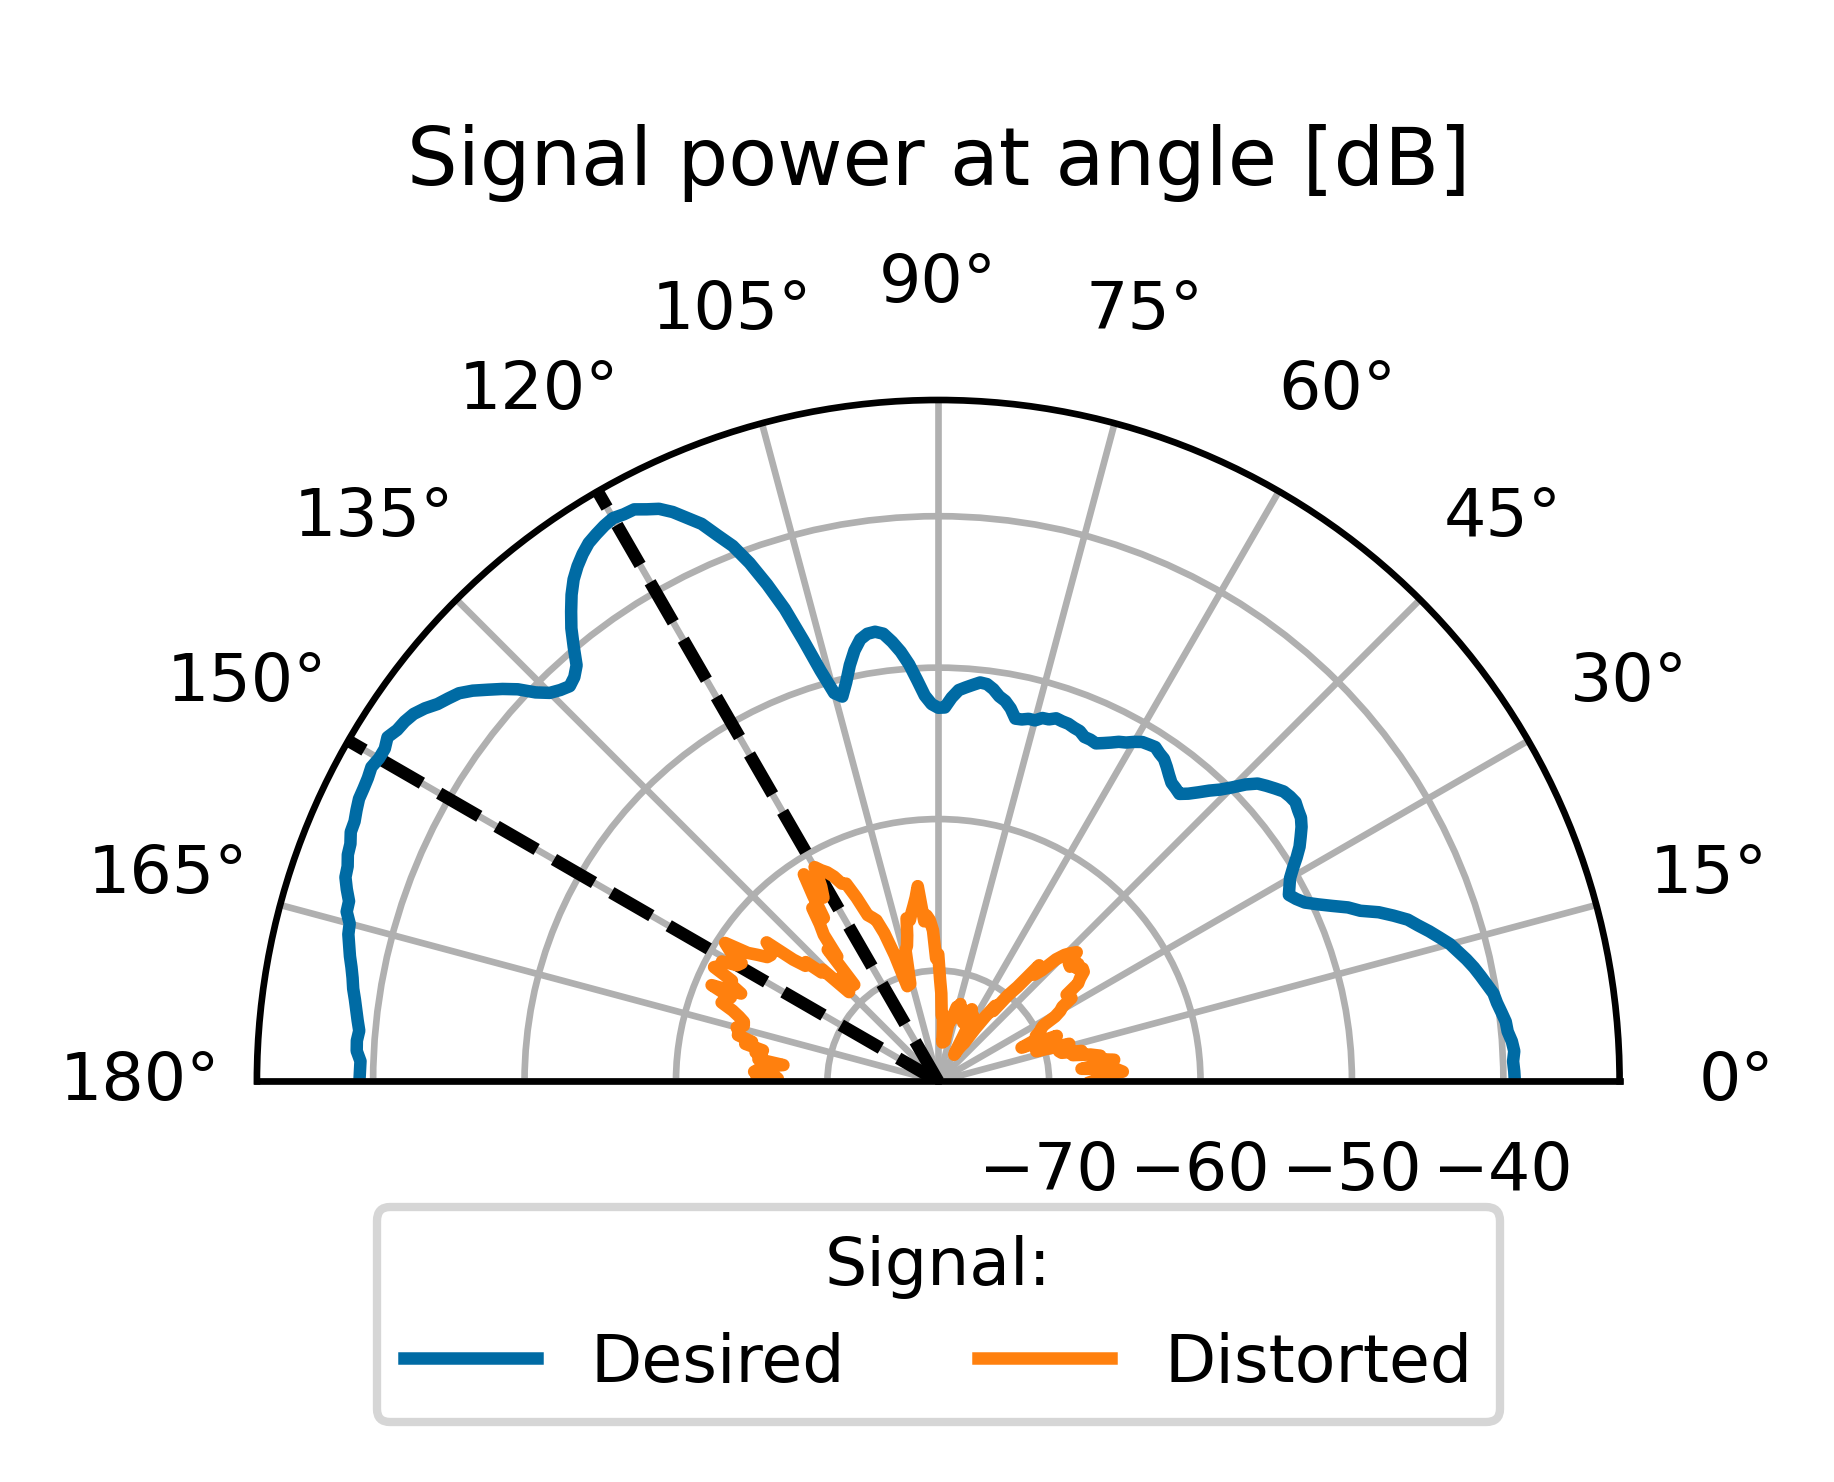 Signal power at angle [dB]
90°
105° 75°
120° 60°
135° 45°
150° 30°
165° 15°
180° 0°
−70 −60 −50 −40
Signal:
Desired Distorted